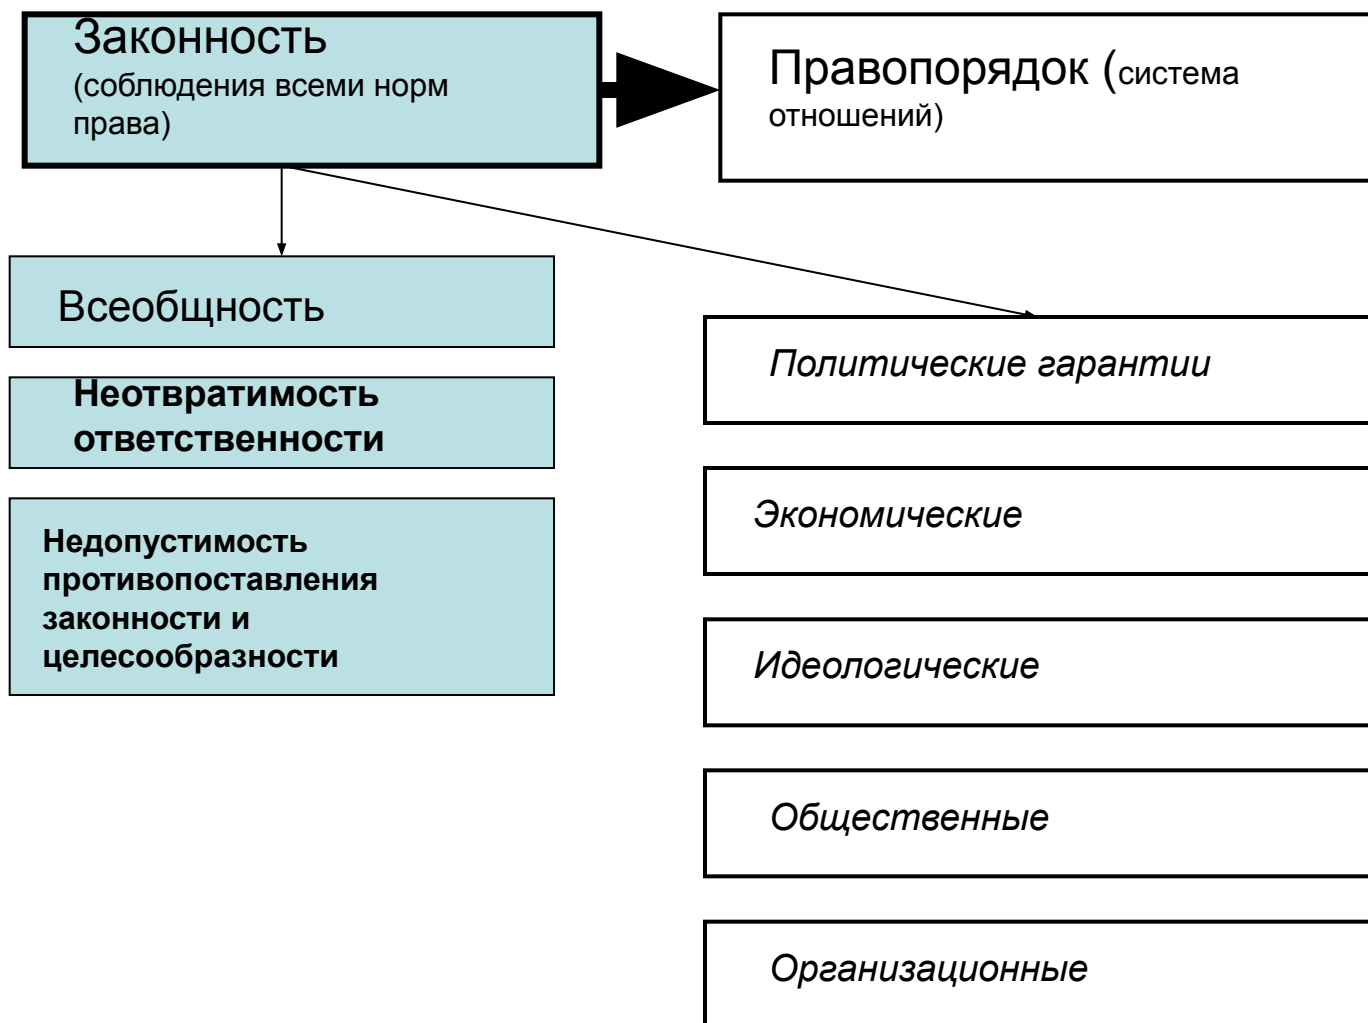 Законность
(соблюдения всеми норм
права)
Правопорядок (система
отношений)
Всеобщность
Неотвратимость
ответственности
Недопустимость
противопоставления
законности и
целесообразности
Политические гарантии
Экономические
Идеологические
Общественные
Организационные